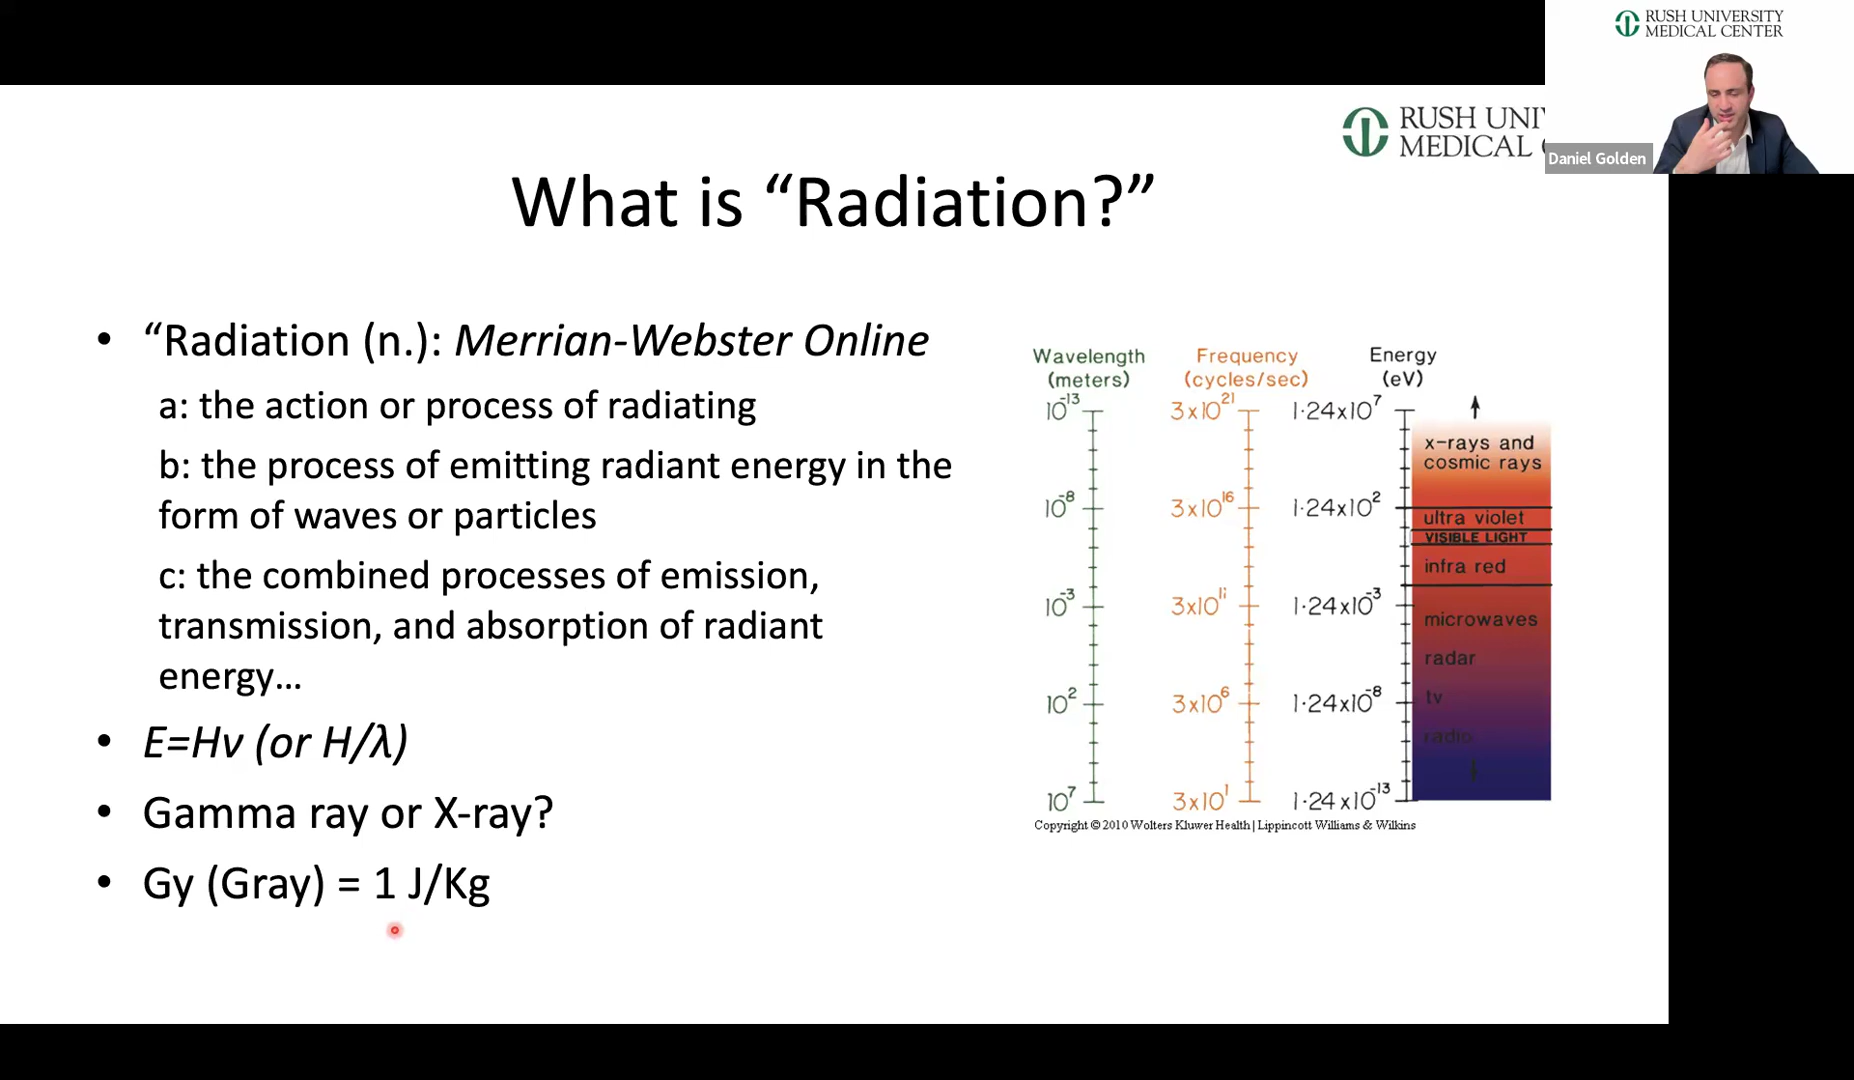 RUSH UNIVERSITY
MEDICAL CENTER
Daniel Golden
RUSH UNI
MEDICAL
What is “Radiation?”
• “Radiation (n.): Merrian-Webster Online
a: the action or process of radiating
b: the process of emitting radiant energy in the
form of waves or particles
c: the combined processes of emission,
transmission, and absorption of radiant
energy…
• E=Hv (or H/λ)
• Gamma ray or X-ray?
• Gy (Gray) = 1 J/Kg
Wavelength
(meters)
10⁻¹³
10⁻⁸
10⁻³
10²
10⁷
Frequency
(cycles/sec)
3x10²¹
3x10¹⁶
3x10¹¹
3x10⁶
3x10¹
Energy
(eV)
1·24x10⁷
1·24x10²
1·24x10⁻³
1·24x10⁻⁸
1·24x10⁻¹³
x-rays and
cosmic rays
ultra violet
VISIBLE LIGHT
infra red
microwaves
radar
tv
radio
Copyright © 2010 Wolters Kluwer Health | Lippincott Williams & Wilkins